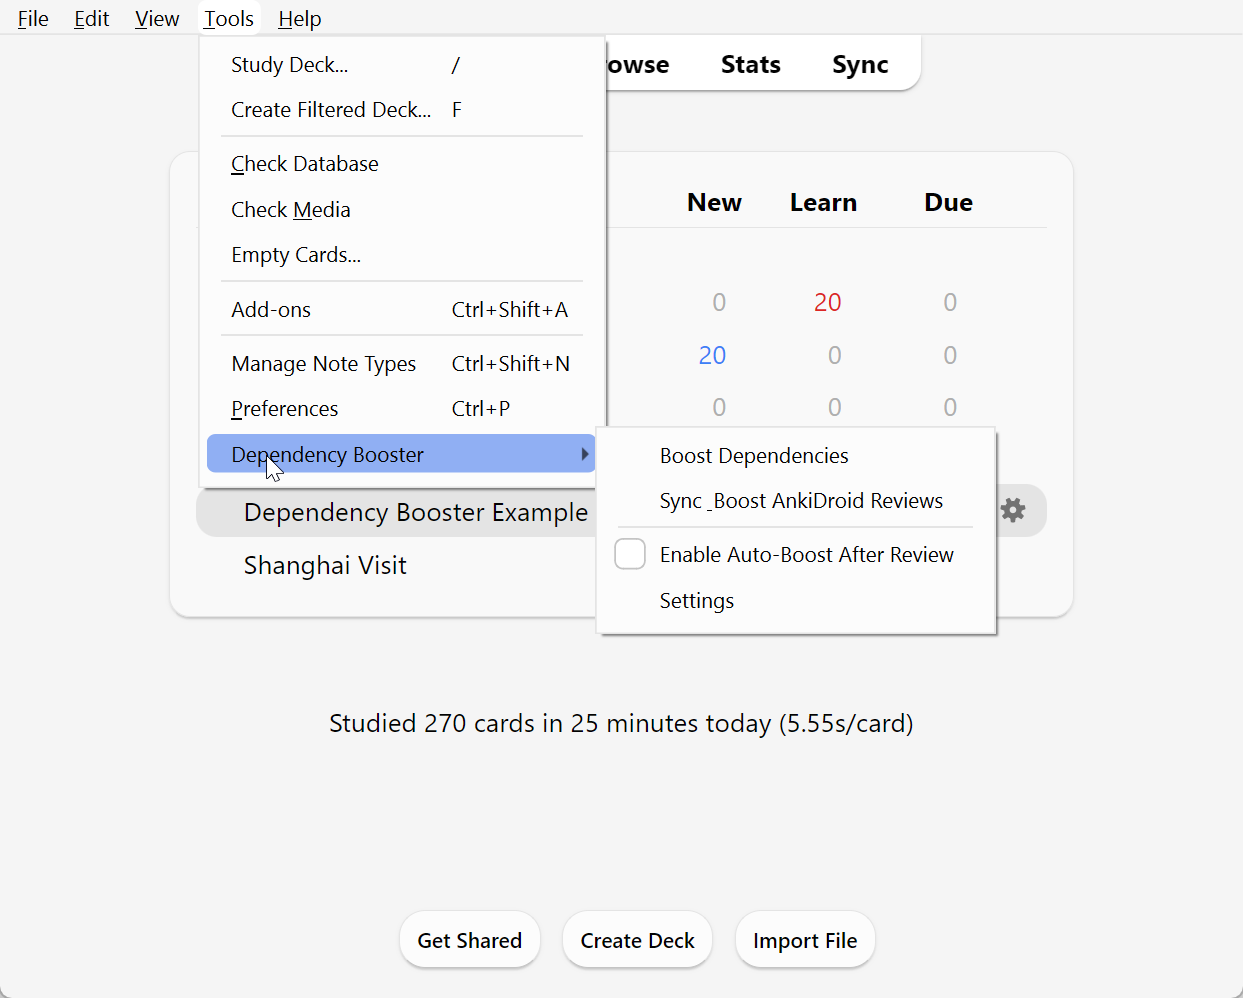 File Edit View Tools Help
Study Deck... /
Create Filtered Deck... F
Check Database
Check Media
Empty Cards...
Add-ons Ctrl+Shift+A
Manage Note Types Ctrl+Shift+N
Preferences Ctrl+P
Dependency Booster
Boost Dependencies
Sync _Boost AnkiDroid Reviews
Enable Auto-Boost After Review
Settings
owse Stats Sync
New Learn Due
0 20 0
20 0 0
0 0 0
Dependency Booster Example
Shanghai Visit
Studied 270 cards in 25 minutes today (5.55s/card)
Get Shared Create Deck Import File